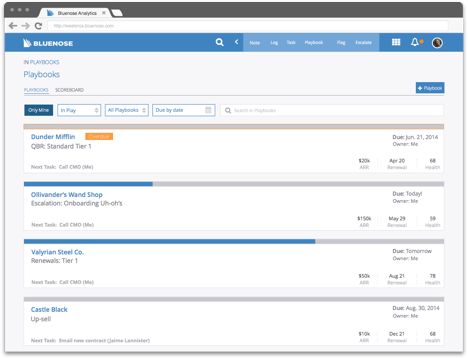 Bluenose Analytics
http://westeros.bluenose.com
BLUENOSE
Note Log Task Playbook Flag Escalate
IN PLAYBOOKS
Playbooks
PLAYBOOKS SCOREBOARD
+ Playbook
Only Mine In Play All Playbooks Due by date Search in Playbooks
Dunder Mifflin
QBR: Standard Tier 1
Due: Jun. 21, 2014
Owner: Me
$20k Apr 20 68
ARR Renewal Health
Next Task: Call CMO (Me)
Ollivander's Wand Shop
Escalation: Onboarding Uh-oh's
Due: Today!
Owner: Me
$150k May 29 59
ARR Renewal Health
Next Task: Call CMO (Me)
Valyrian Steel Co.
Renewals: Tier 1
Due: Tomorrow
Owner: Me
$50k Aug 21 78
ARR Renewal Health
Next Task: Call CMO (Me)
Castle Black
Up-sell
Due: Aug. 30, 2014
Owner: Me
$10k Dec 21 68
ARR Renewal Health
Next Task: Email new contract (Jaime Lannister)